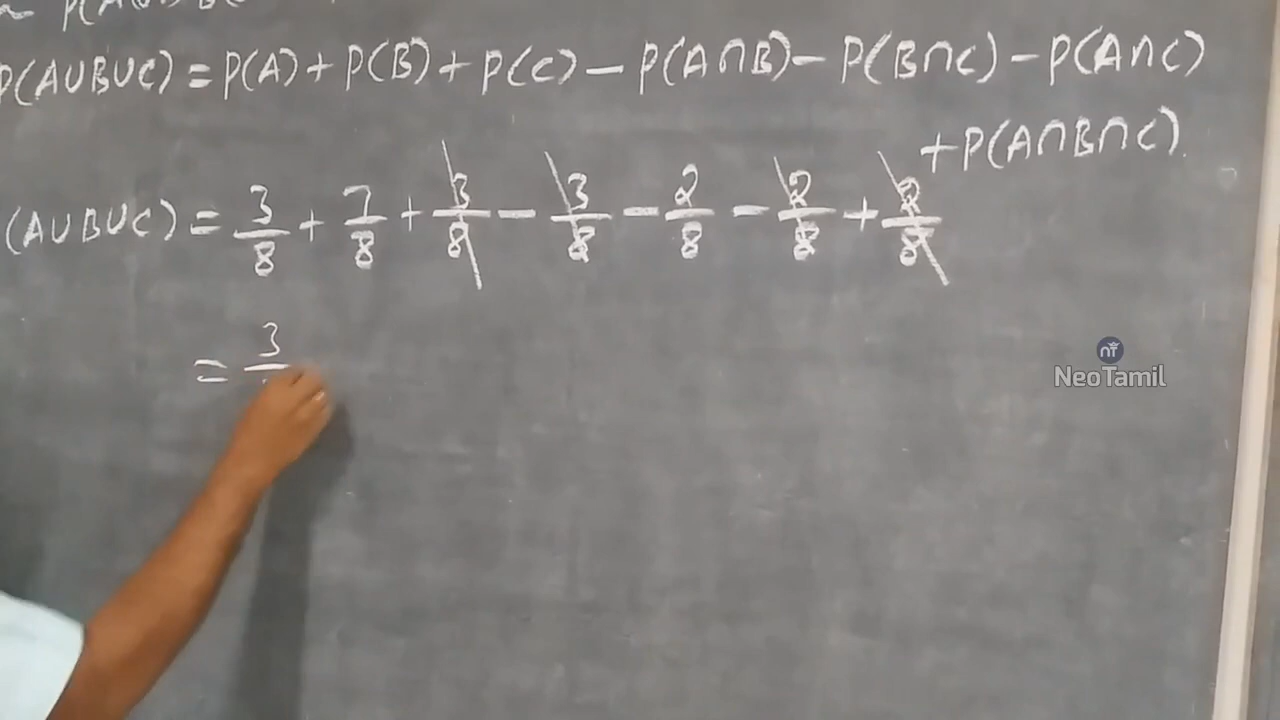 P(AUBUC) = P(A) + P(B) + P(C) – P(A∩B) – P(B∩C) – P(A∩C)
+ P(A∩B∩C)
(AUBUC) = 3/8 + 7/8 + 3/8 – 3/8 – 2/8 – 2/8 + 2/8
= 3
NeoTamil